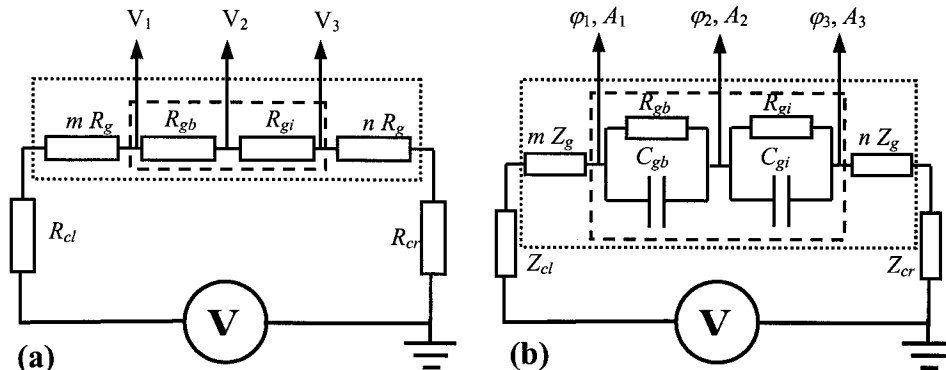 V1 V2 V3
m Rg Rgb Rgi n Rg
Rcl Rcr
V
(a)
φ1, A1 φ2, A2 φ3, A3
Rgb Rgi
m Zg Cgb Cgi n Zg
Zcl Zcr
V
(b)